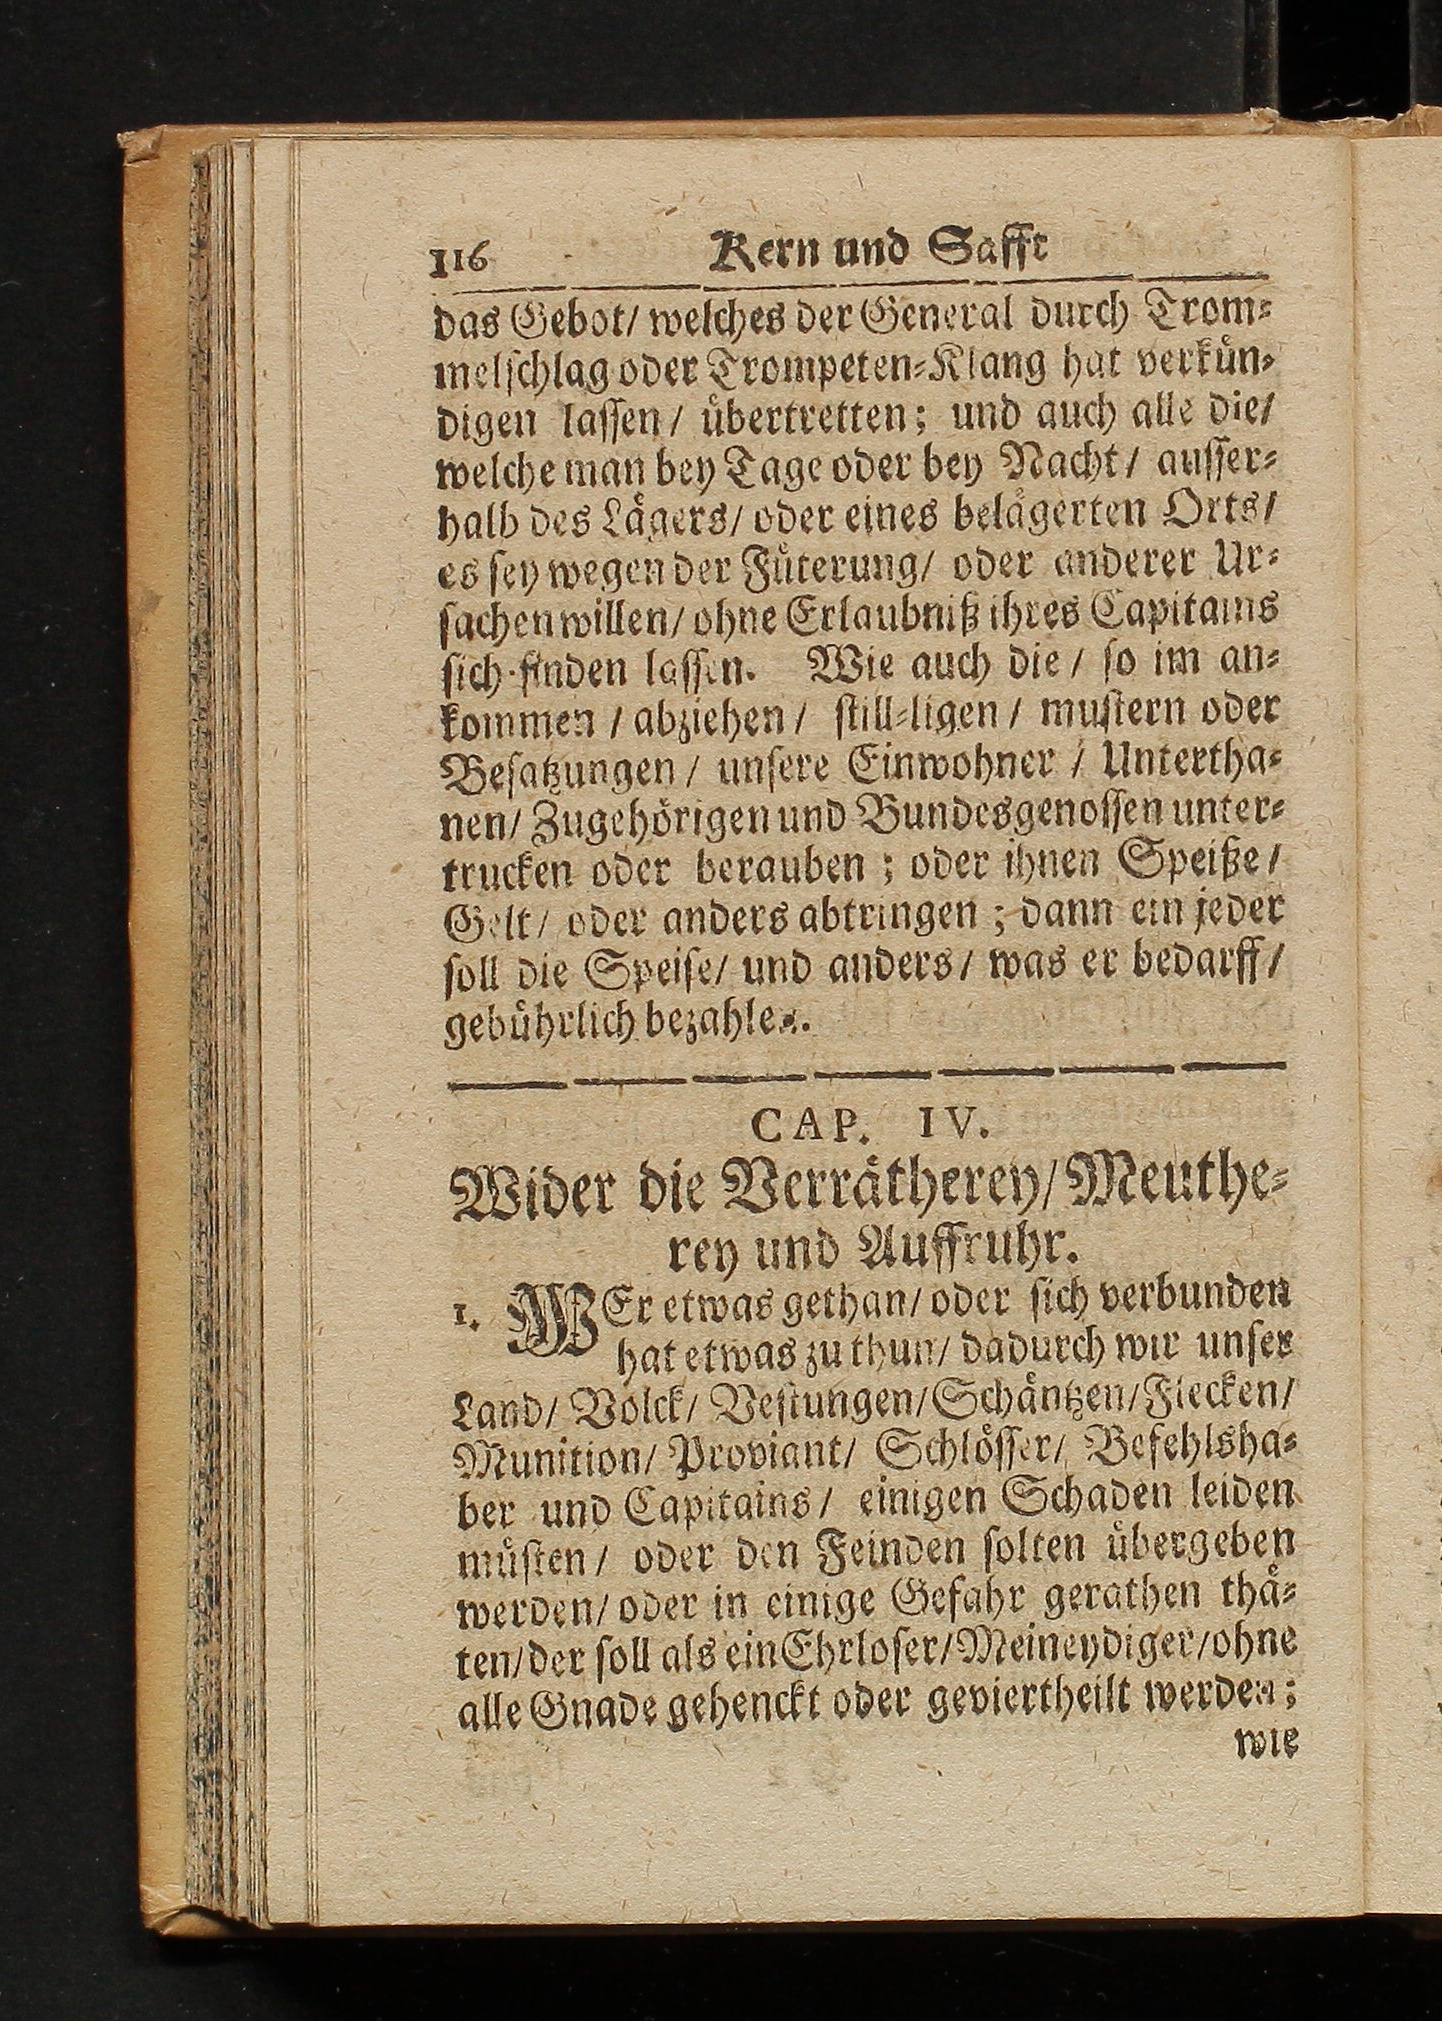 116 Kern und Safft
das Gebot/ welches der General durch Trom-
melschlag oder Trompeten-Klang hat verkün-
digen lassen/ übertretten; und auch alle die/
welche man bey Tage oder bey Nacht/ ausser-
halb des Lägers/ oder eines belägerten Orts/
es sey wegen der Füterung/ oder anderer Ur-
sachen willen/ ohne Erlaubniß ihres Capitains
sich finden lassen. Wie auch die/ so im an-
kommen / abziehen / still-ligen / mustern oder
Besatzungen / unsere Einwohner / Untertha-
nen/ Zugehörigen und Bundesgenossen unter-
trucken oder berauben ; oder ihnen Speiße /
Gelt/ oder anders abtringen ; dann ein jeder
soll die Speise/ und anders / was er bedarff /
gebührlich bezahlen.
CAP. IV.
Wider die Verrätherey/ Meuthe-
rey und Auffruhr.
1. WEr etwas gethan/ oder sich verbunden
hat etwas zu thun/ dadurch wir unser
Land/ Volck/ Vestungen/ Schäntzen/ Flecken/
Munition/ Proviant/ Schlösser/ Befehlsha-
ber und Capitains / einigen Schaden leiden
müsten / oder den Feinden solten übergeben
werden/ oder in einige Gefahr gerathen thä-
ten/ der soll als ein Ehrloser/ Meineydiger/ ohne
alle Gnade gehenckt oder geviertheilt werden ;
wie